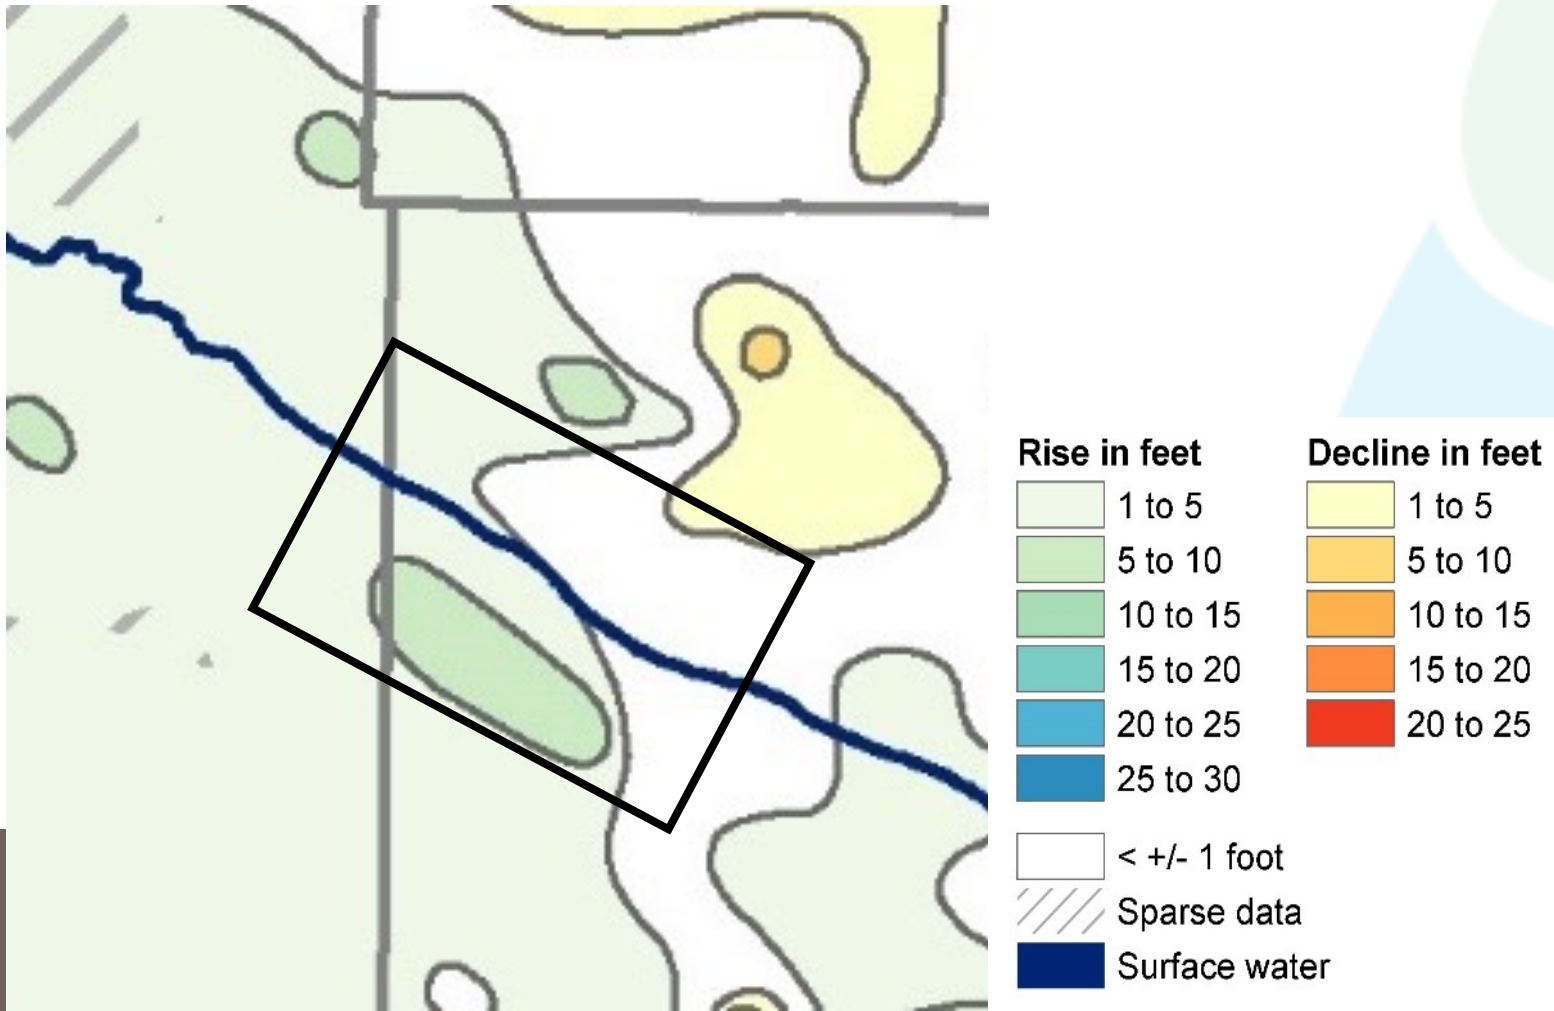 Rise in feet
1 to 5
5 to 10
10 to 15
15 to 20
20 to 25
25 to 30
Decline in feet
1 to 5
5 to 10
10 to 15
15 to 20
20 to 25
< +/- 1 foot
Sparse data
Surface water